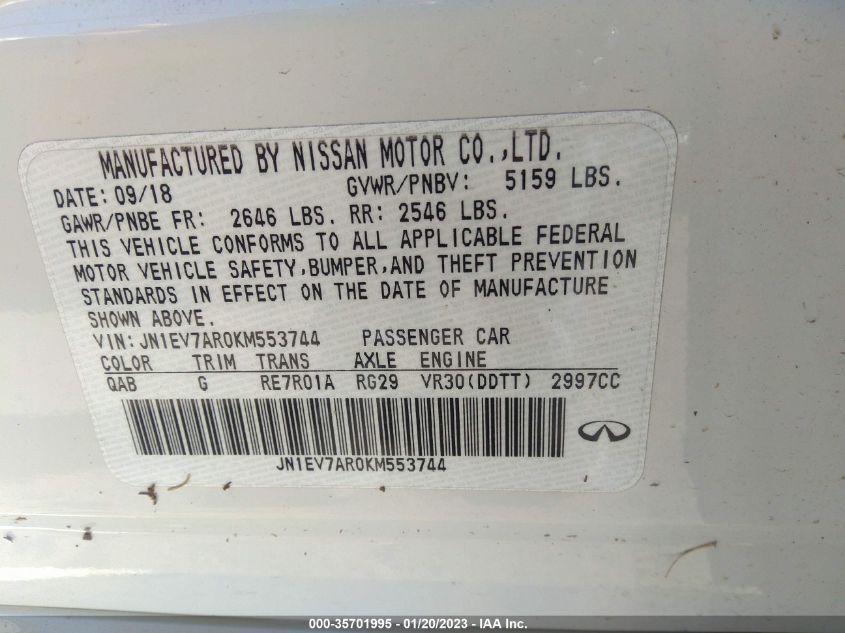 MANUFACTURED BY NISSAN MOTOR CO.,LTD.
DATE: 09/18 GVWR/PNBV: 5159 LBS.
GAWR/PNBE FR: 2646 LBS. RR: 2546 LBS.
THIS VEHICLE CONFORMS TO ALL APPLICABLE FEDERAL
MOTOR VEHICLE SAFETY,BUMPER,AND THEFT PREVENTION
STANDARDS IN EFFECT ON THE DATE OF MANUFACTURE
SHOWN ABOVE.
VIN: JN1EV7AR0KM553744 PASSENGER CAR
COLOR TRIM TRANS AXLE ENGINE
QAB G RE7R01A RG29 VR30(DDTT) 2997CC
JN1EV7AR0KM553744
000-35701995 - 01/20/2023 - IAA Inc.